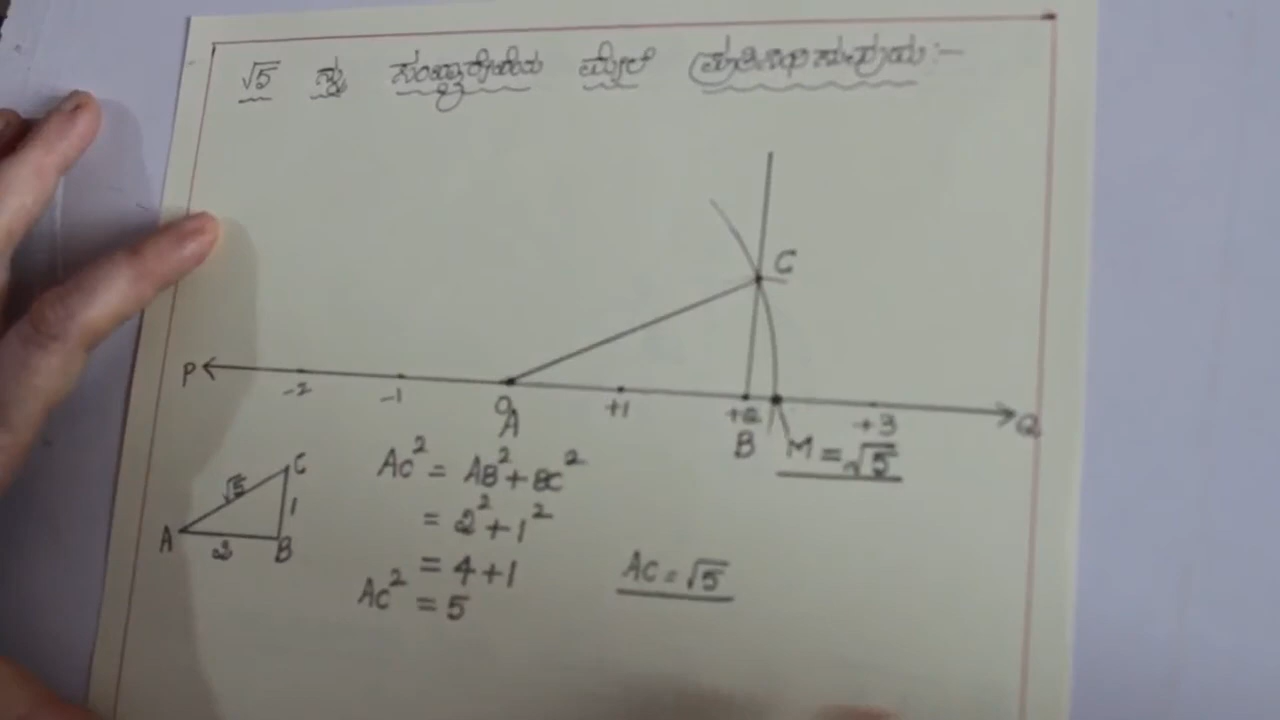 √5 ನ್ನು ಸಂಖ್ಯಾರೇಖೆಯ ಮೇಲೆ ಪ್ರತಿನಿಧಿಸುವುದು:-
C
P -2 -1 0 +1 +2 +3 Q
A B M = √5
AC² = AB² + BC²
= 2² + 1²
= 4 + 1
AC² = 5
AC = √5
C
√5 1
A 2 B